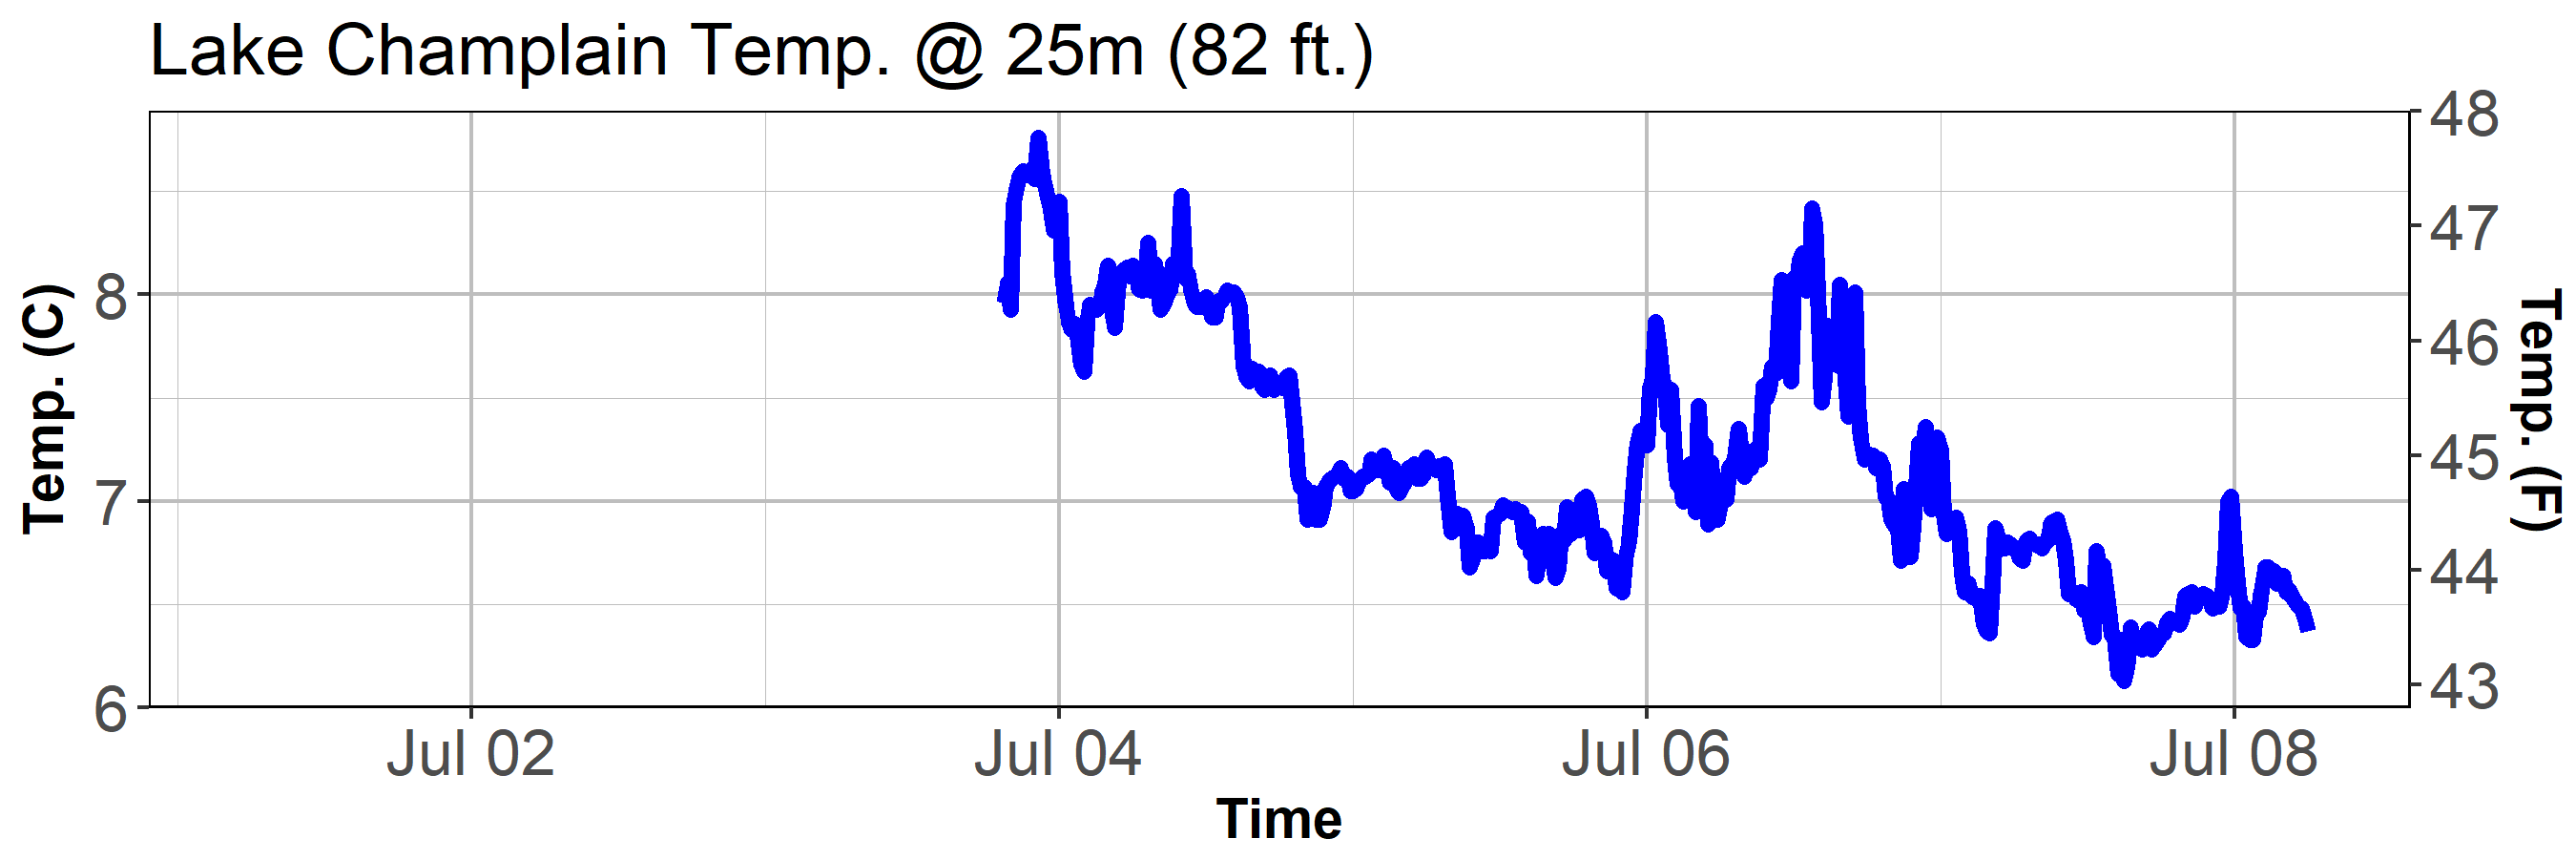 Lake Champlain Temp. @ 25m (82 ft.)
Temp. (C)
8
7
6
48
47
46
45
44
43
Temp. (F)
Jul 02 Jul 04 Jul 06 Jul 08
Time